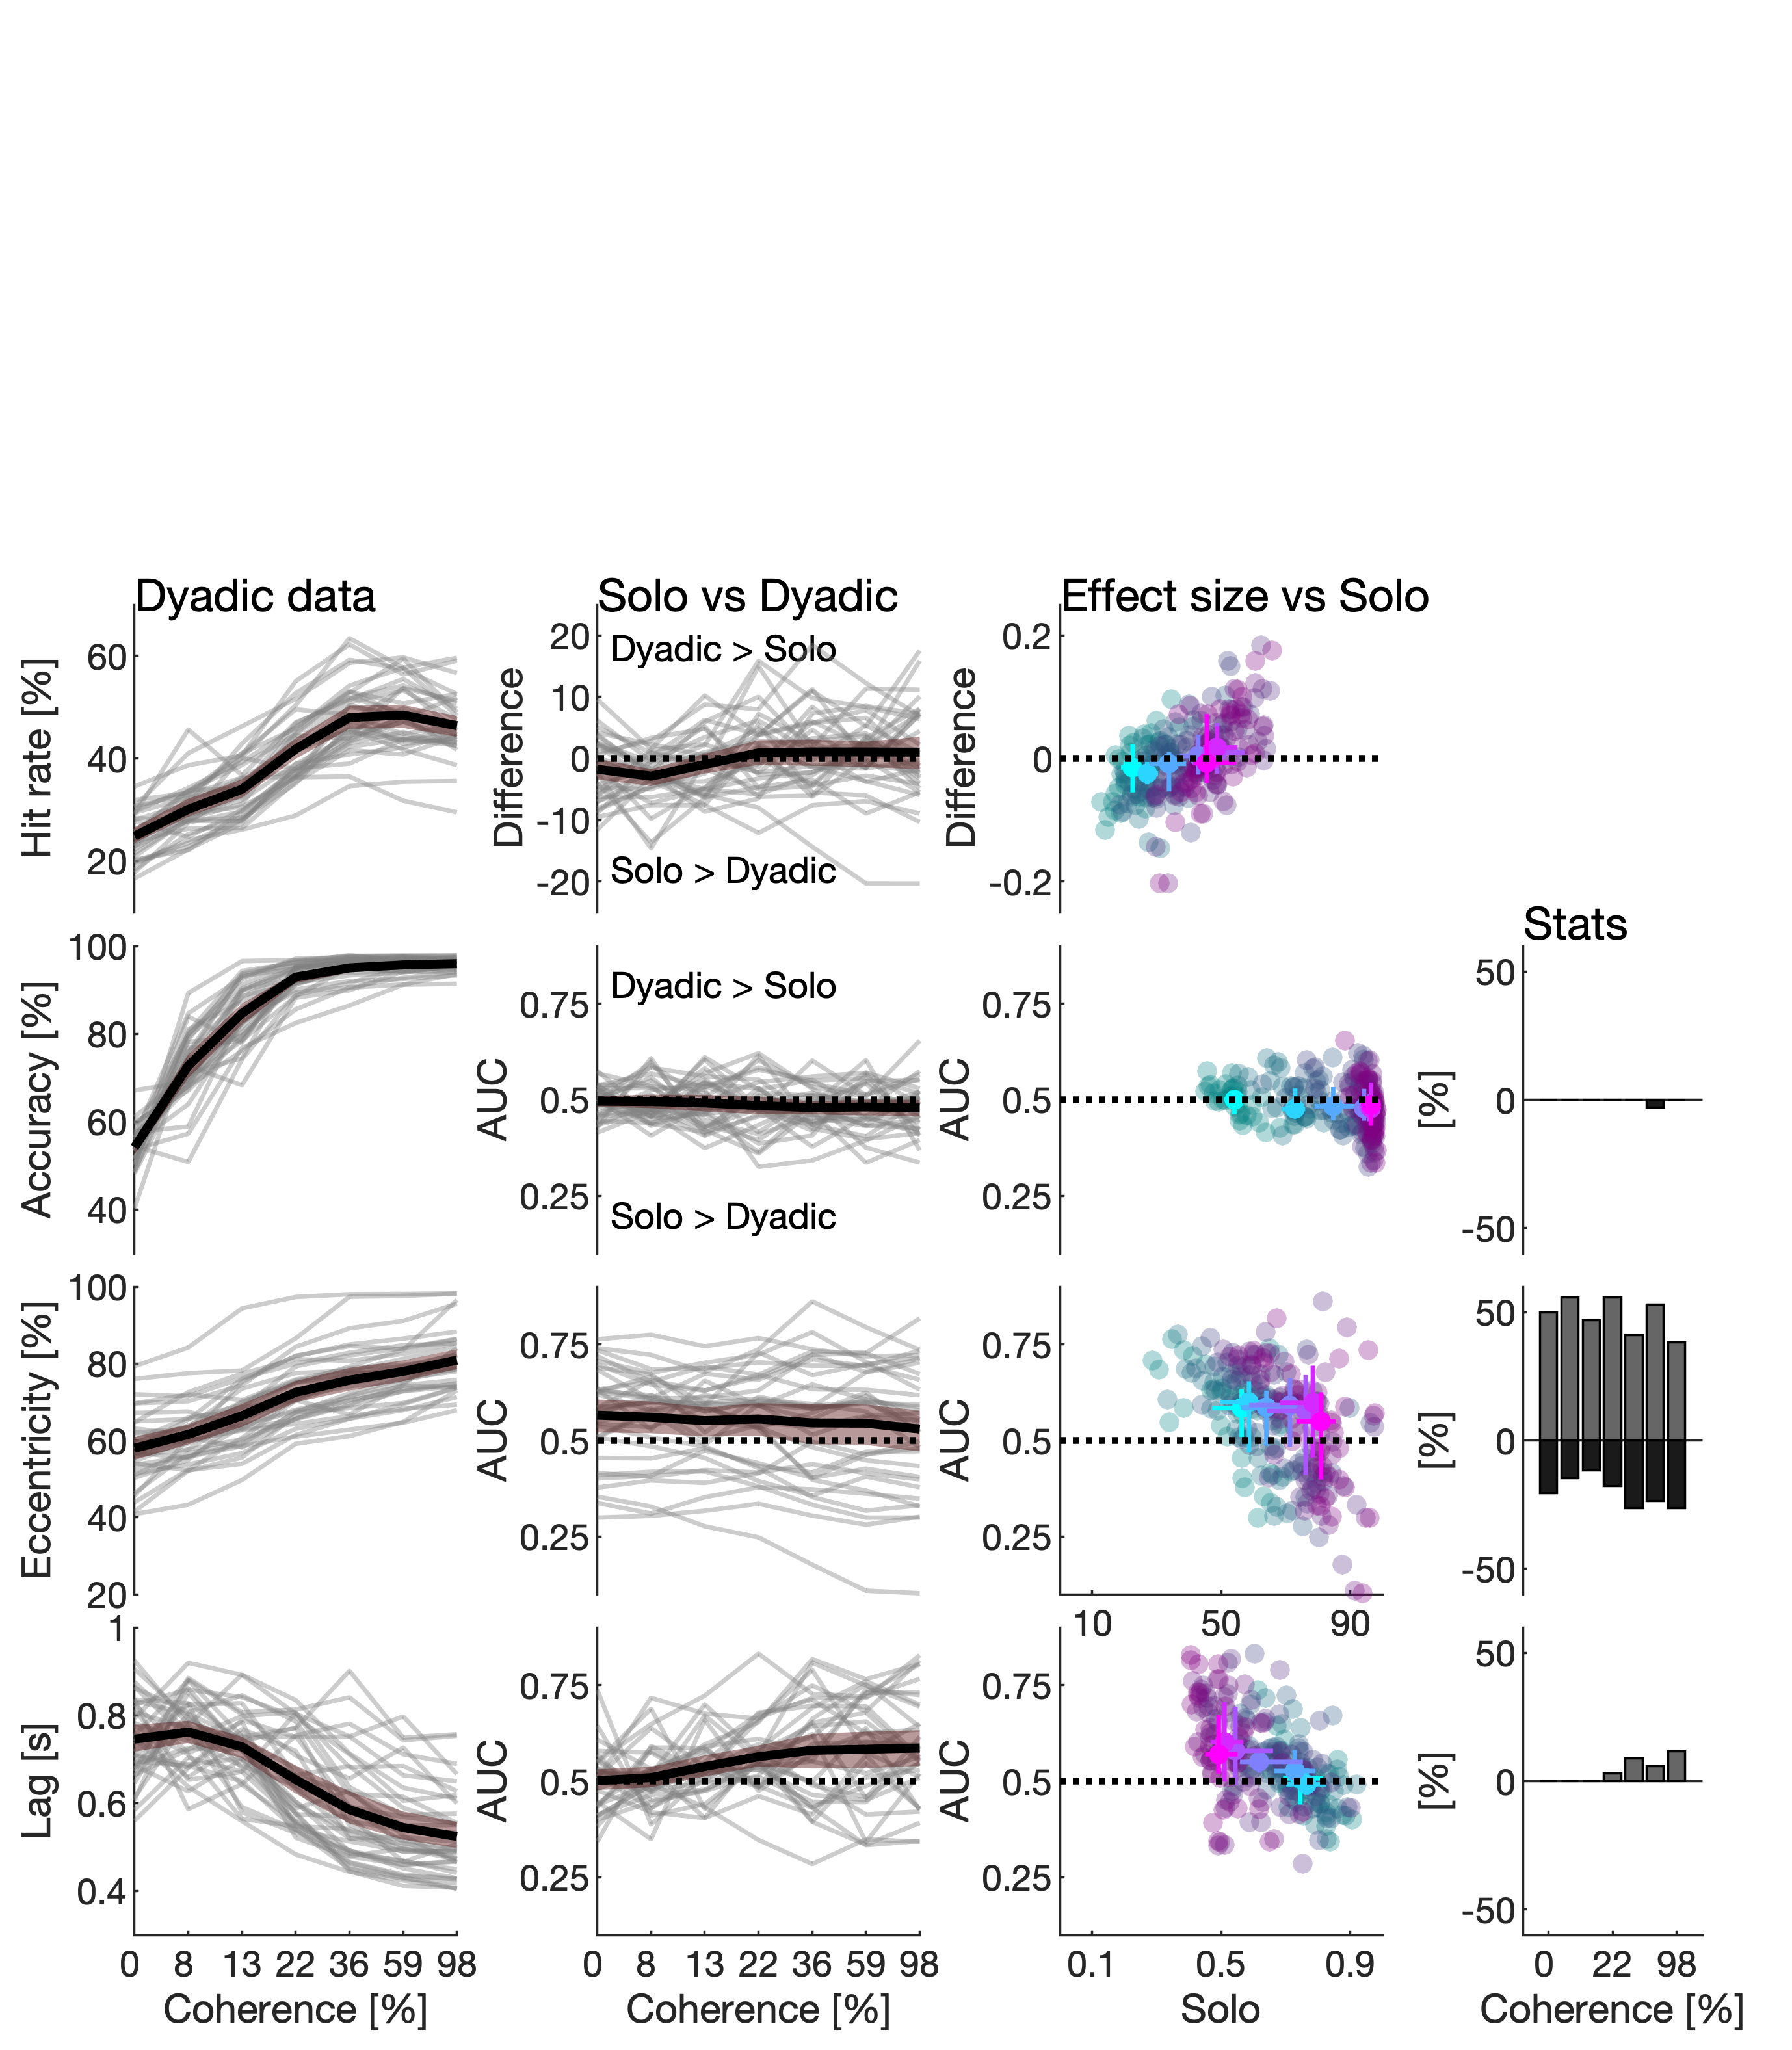 Dyadic data
Solo vs Dyadic
Effect size vs Solo
Hit rate [%]
60
40
20
Difference
20
10
0
-10
-20
Dyadic > Solo
Solo > Dyadic
Difference
0.2
0
-0.2
Stats
Accuracy [%]
100
80
60
40
AUC
0.75
0.5
0.25
Dyadic > Solo
Solo > Dyadic
AUC
0.75
0.5
0.25
[%]
50
0
-50
Eccentricity [%]
100
80
60
40
20
AUC
0.75
0.5
0.25
AUC
0.75
0.5
0.25
10 50 90
[%]
50
0
-50
Lag [s]
1
0.8
0.6
0.4
0 8 13 22 36 59 98
Coherence [%]
AUC
0.75
0.5
0.25
0 8 13 22 36 59 98
Coherence [%]
AUC
0.75
0.5
0.25
0.1 0.5 0.9
Solo
[%]
50
0
-50
0 22 98
Coherence [%]